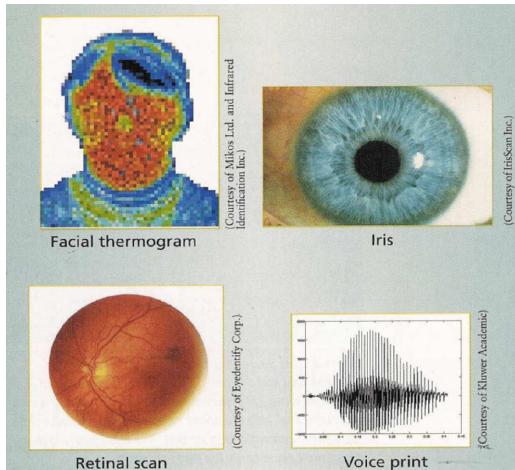 (Courtesy of Mikos Ltd. and Infrared
Identification Inc.)
Facial thermogram
(Courtesy of IrisScan Inc.)
Iris
(Courtesy of Eyedentify Corp.)
Retinal scan
(Courtesy of Kluwer Academic)
Voice print